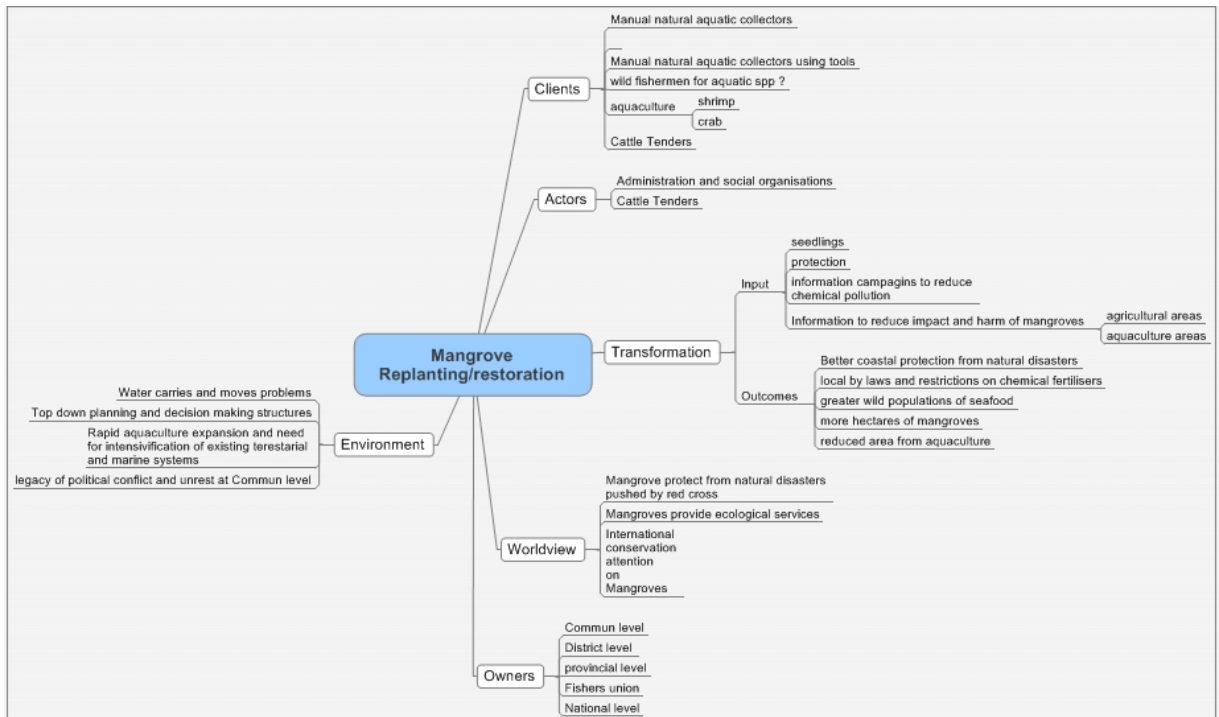 Manual natural aquatic collectors
Manual natural aquatic collectors using tools
wild fishermen for aquatic spp ?
aquaculture
shrimp
crab
Cattle Tenders
Clients
Administration and social organisations
Cattle Tenders
Actors
seedlings
protection
information campagins to reduce
chemical pollution
Information to reduce impact and harm of mangroves
agricultural areas
aquaculture areas
Input
Transformation
Better coastal protection from natural disasters
local by laws and restrictions on chemical fertilisers
greater wild populations of seafood
more hectares of mangroves
reduced area from aquaculture
Outcomes
Mangrove
Replanting/restoration
Water carries and moves problems
Top down planning and decision making structures
Rapid aquaculture expansion and need
for intensivification of existing terestarial
and marine systems
legacy of political conflict and unrest at Commun level
Environment
Mangrove protect from natural disasters
pushed by red cross
Mangroves provide ecological services
International
conservation
attention
on
Mangroves
Worldview
Commun level
District level
provincial level
Fishers union
National level
Owners